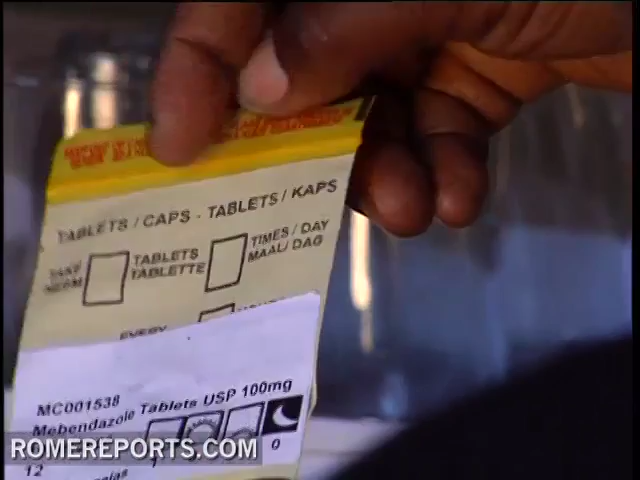 TABLETS / CAPS - TABLETS / KAPS
TAKE
NEEM
TABLETS
TABLETTE
TIMES / DAY
MAAL / DAG
EVERY
MC001538
Mebendazole Tablets USP 100mg
0
ROMEREPORTS.COM
12